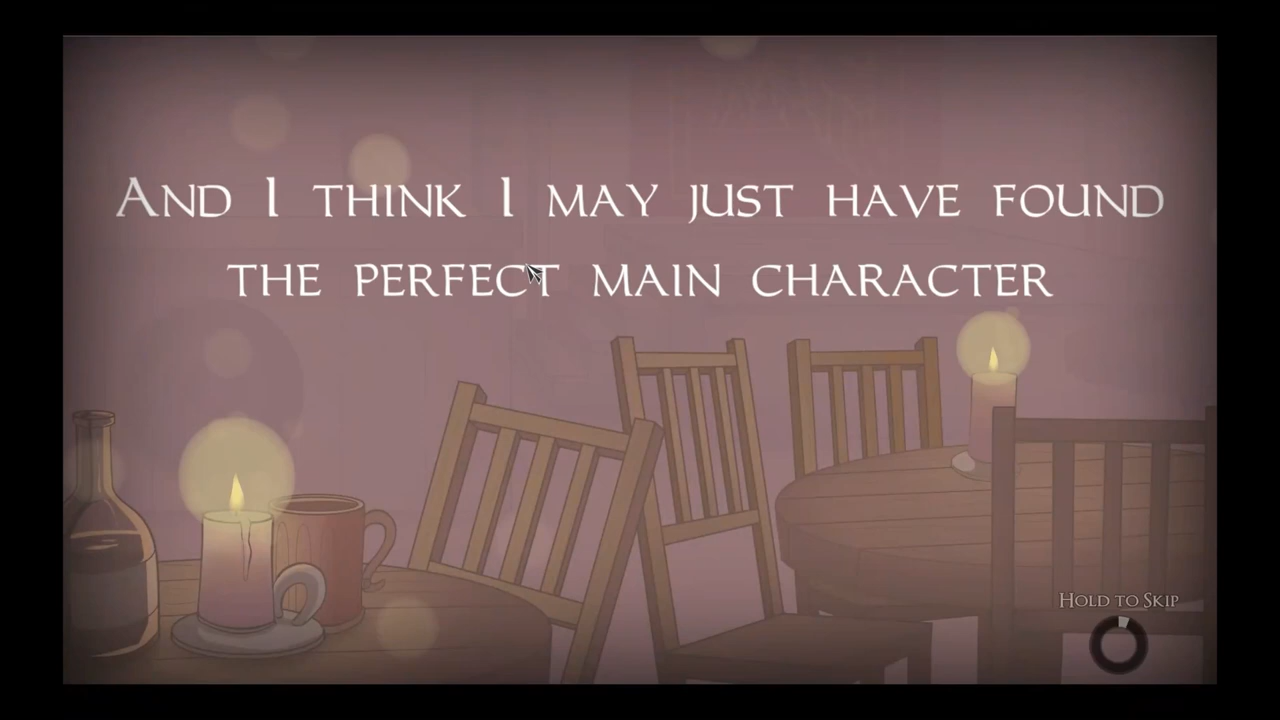 And I think I may just have found
the perfect main character
Hold to Skip